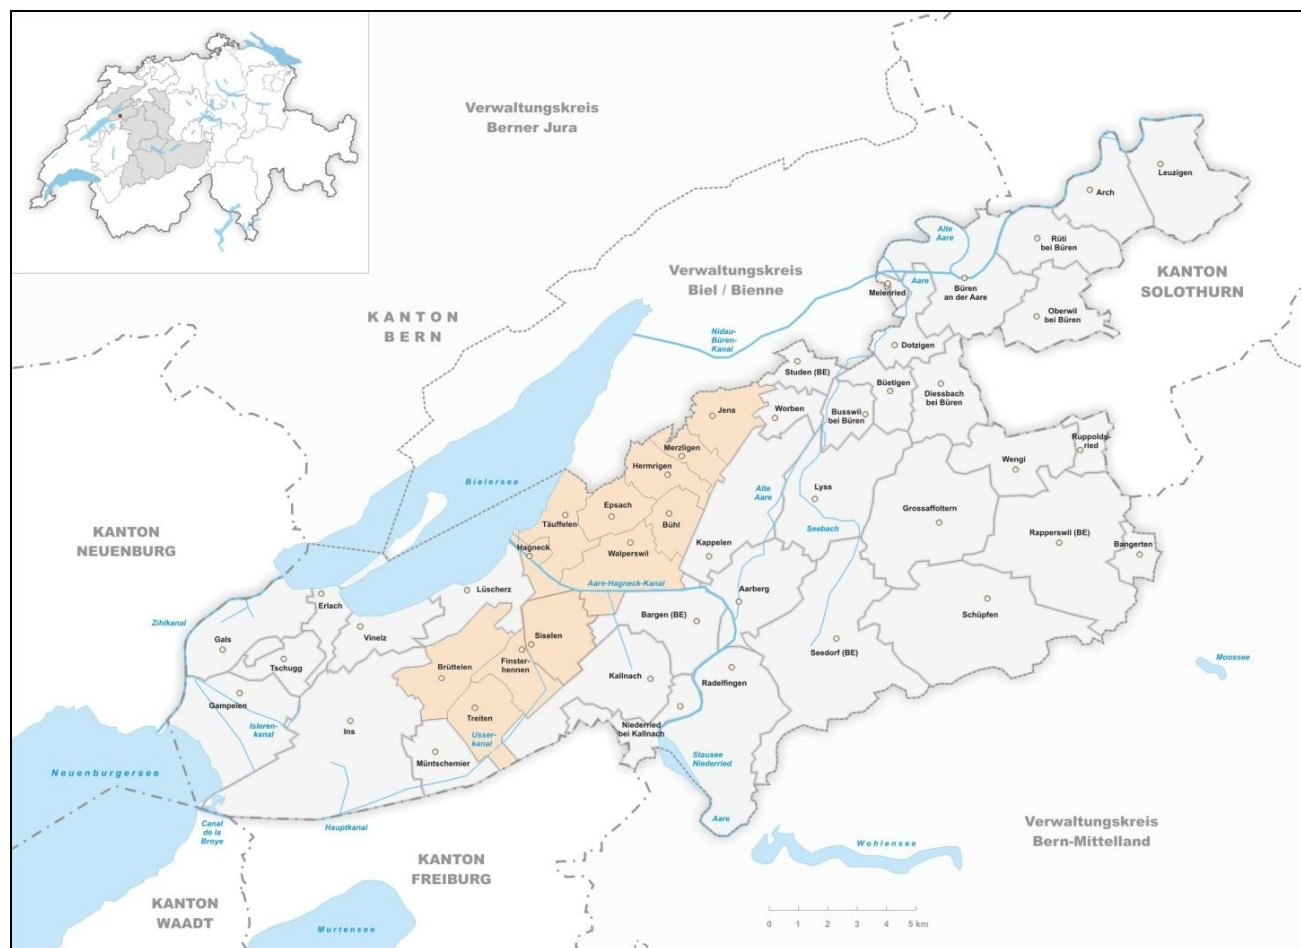 Verwaltungskreis
Berner Jura
Leuzigen
Arch
Alte
Aare
Rüti
bei Büren
Verwaltungskreis
Biel / Bienne
KANTON
SOLOTHURN
Aare
Meienried
Büren
an der Aare
Oberwil
bei Büren
KANTON
BERN
Nidau-
Büren-
Kanal
Dotzigen
Studen (BE)
Büetigen
Diessbach
bei Büren
Jens
Worben
Busswil
bei Büren
Merzligen
Ruppolds-
ried
Hermrigen
Wengi
Bielersee
Alte
Aare
Lyss
Epsach
Täuffelen
Bühl
Seebach
Grossaffoltern
KANTON
NEUENBURG
Rapperswil (BE)
Bangerten
Hagneck
Walperswil
Kappelen
Aare-Hagneck-Kanal
Aarberg
Lüscherz
Erlach
Schüpfen
Zihlkanal
Bargen (BE)
Gals
Vinelz
Siselen
Seedorf (BE)
Tschugg
Brüttelen
Finster-
hennen
Kallnach
Radelfingen
Moossee
Gampelen
Islerenkanal
Ins
Treiten
Usser-
kanal
Niederried
bei Kallnach
Müntschemier
Stausee
Niederried
Neuenburgersee
Canal
de la
Broye
Hauptkanal
Aare
Verwaltungskreis
Bern-Mittelland
Wohlensee
KANTON
FREIBURG
KANTON
WAADT
Murtensee
0 1 2 3 4 5 km